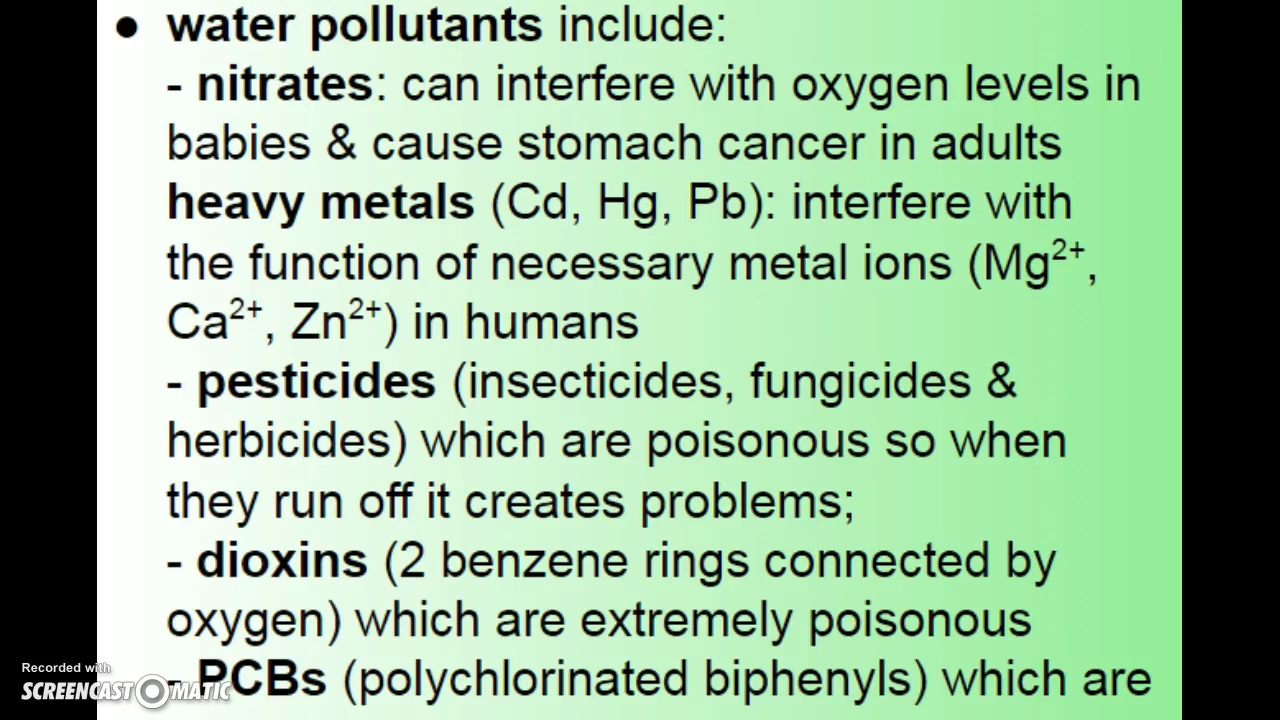 ● water pollutants include:
- nitrates: can interfere with oxygen levels in
babies & cause stomach cancer in adults
heavy metals (Cd, Hg, Pb): interfere with
the function of necessary metal ions (Mg²⁺,
Ca²⁺, Zn²⁺) in humans
- pesticides (insecticides, fungicides &
herbicides) which are poisonous so when
they run off it creates problems;
- dioxins (2 benzene rings connected by
oxygen) which are extremely poisonous
- PCBs (polychlorinated biphenyls) which are
Recorded with
SCREENCAST-O-MATIC